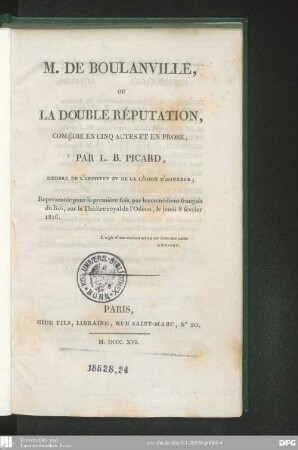 M. DE BOULANVILLE,
OU
LA DOUBLE RÉPUTATION,
COMÉDIE EN CINQ ACTES ET EN PROSE,
PAR L. B. PICARD,
MEMBRE DE L'INSTITUT ET DE LA LÉGION D'HONNEUR;
Représentée pour la première fois, par les comédiens français
du Roi, sur le Théâtre royal de l'Odéon, le jeudi 8 février
1816.
PARIS,
GIDE FILS, LIBRAIRE, RUE SAINT-MARC, N° 20.
M. DCCC. XVI.
18528,24
DFG